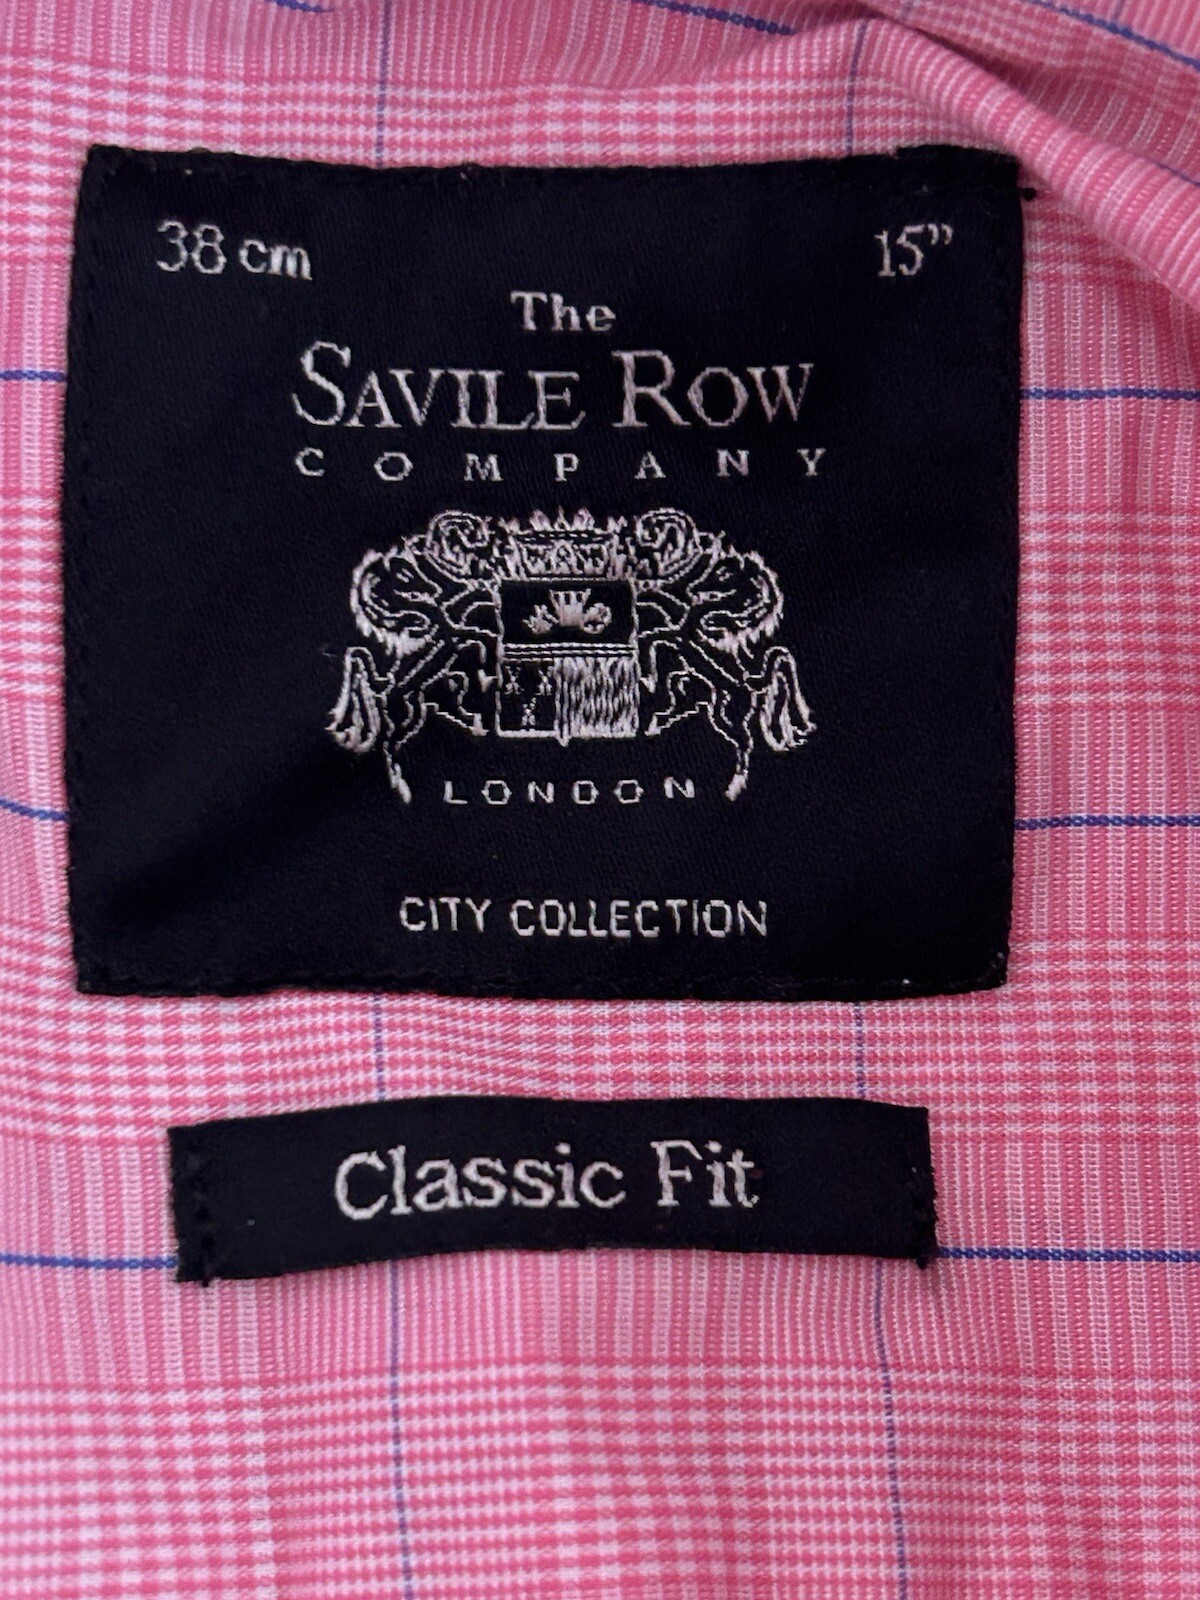 38 cm 15”
The
SAVILE ROW
COMPANY
LONDON
CITY COLLECTION
Classic Fit